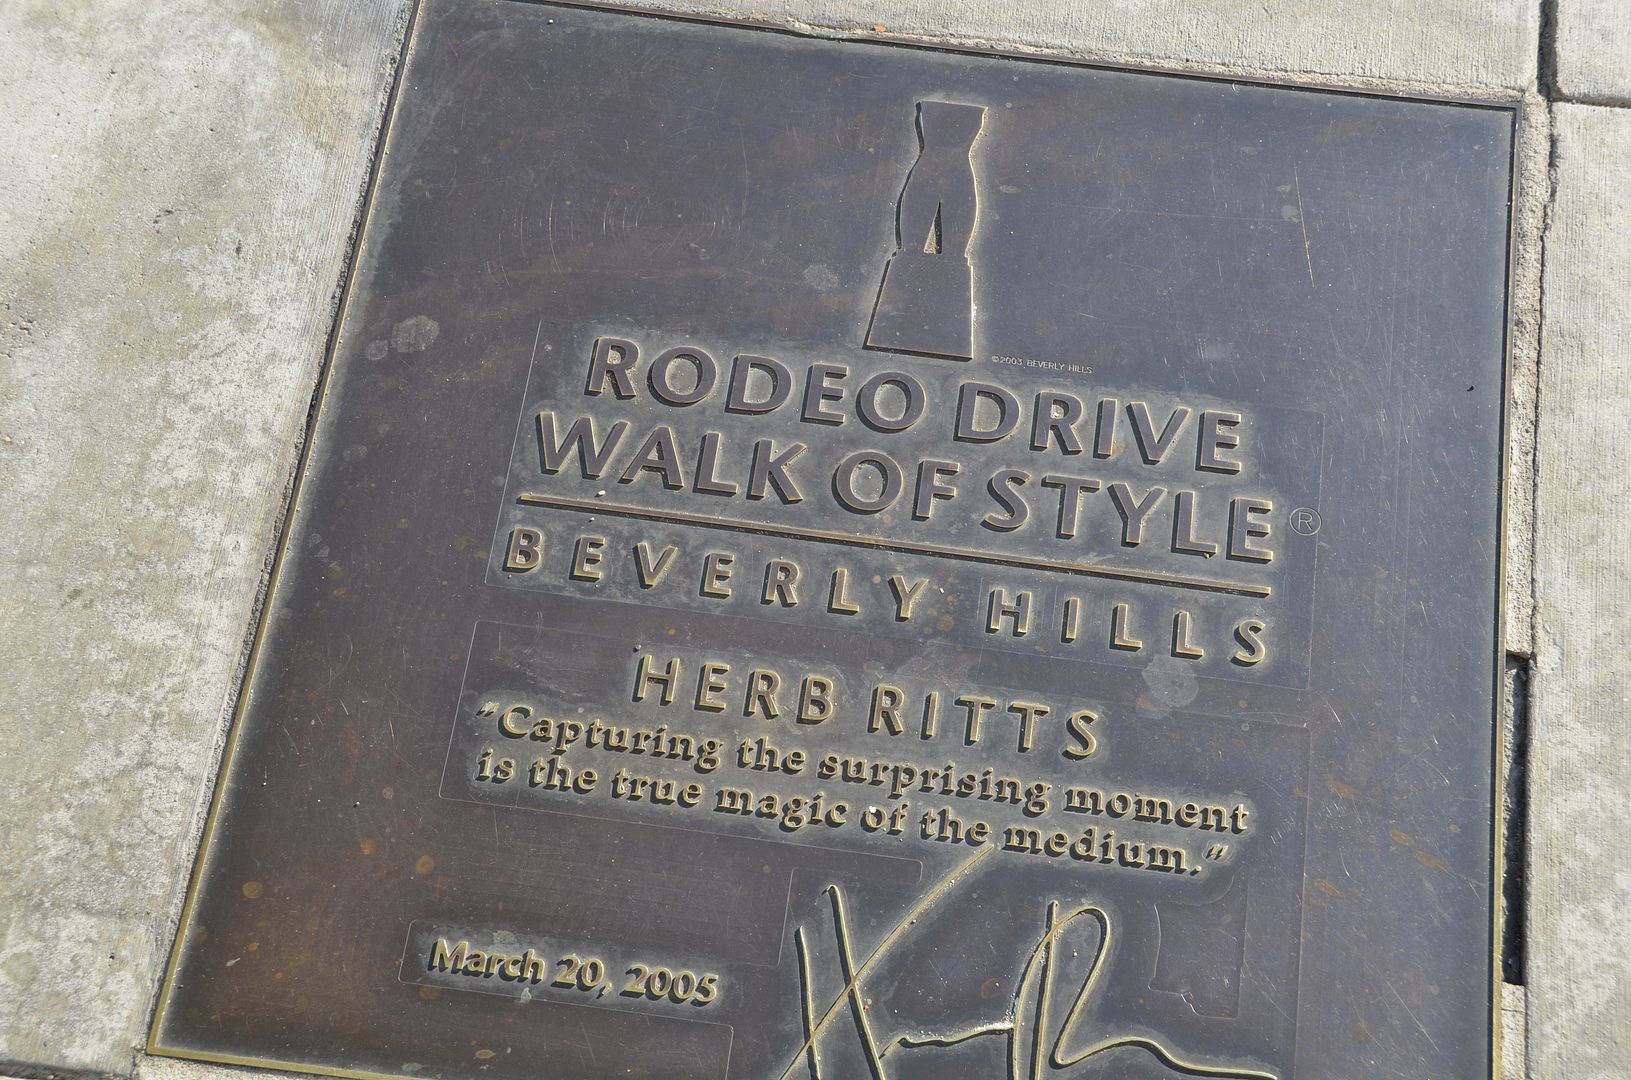 ©2003 BEVERLY HILLS
RODEO DRIVE
WALK OF STYLE®
BEVERLY HILLS
HERB RITTS
"Capturing the surprising moment
is the true magic of the medium."
March 20, 2005